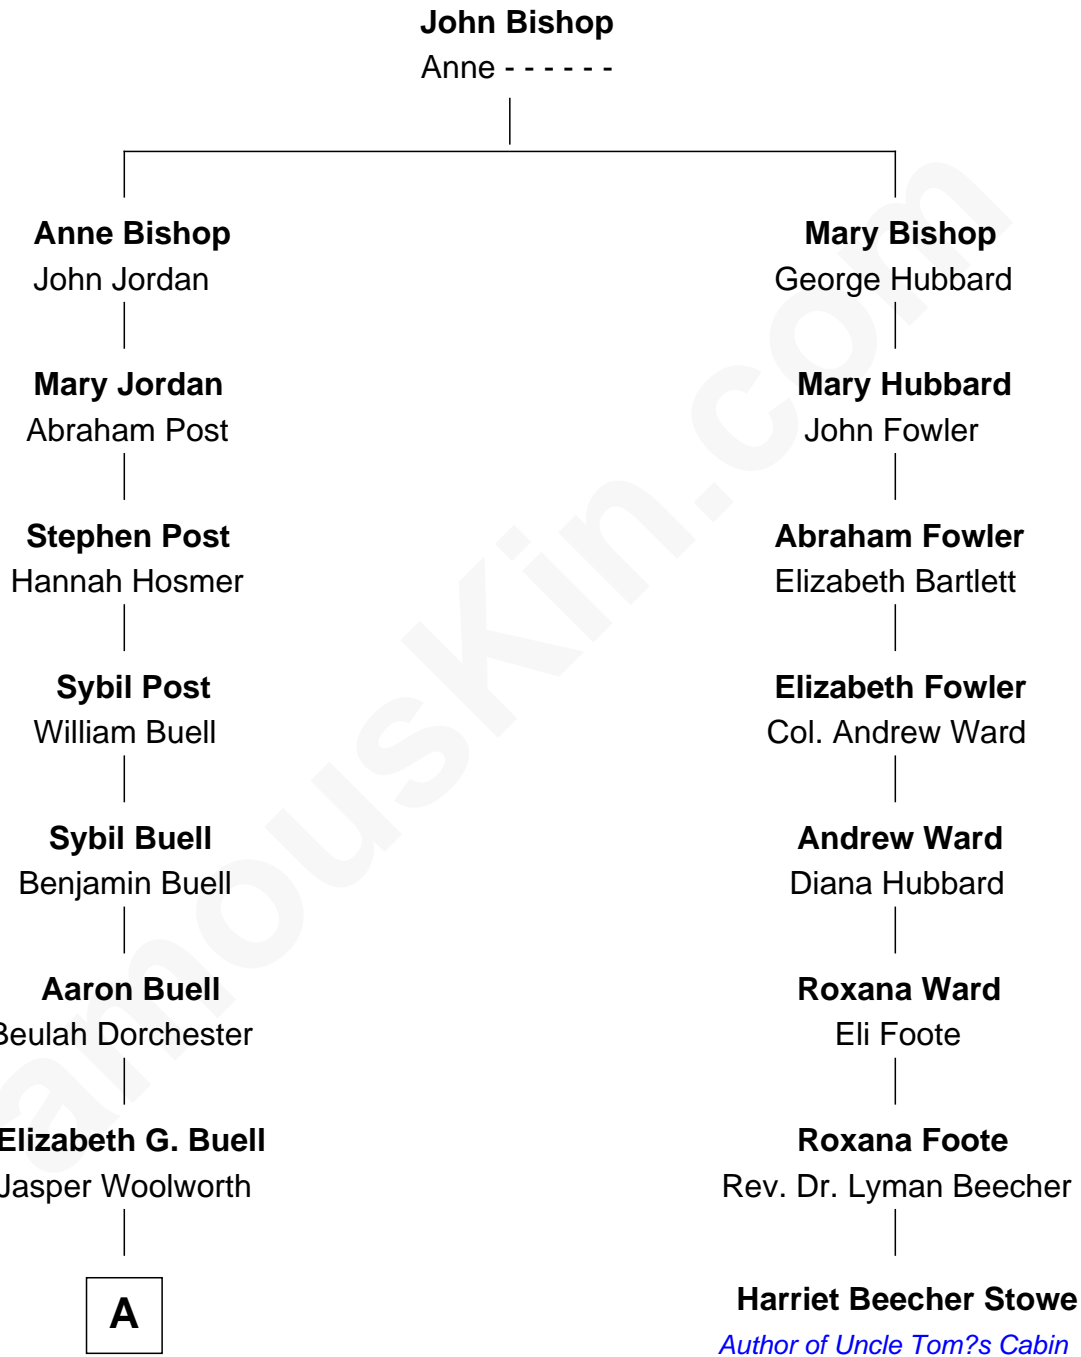 John Bishop
Anne - - - - - -
Anne Bishop
John Jordan
Mary Bishop
George Hubbard
Mary Jordan
Abraham Post
Mary Hubbard
John Fowler
Stephen Post
Hannah Hosmer
Abraham Fowler
Elizabeth Bartlett
Sybil Post
William Buell
Elizabeth Fowler
Col. Andrew Ward
Sybil Buell
Benjamin Buell
Andrew Ward
Diana Hubbard
Aaron Buell
Beulah Dorchester
Roxana Ward
Eli Foote
Elizabeth G. Buell
Jasper Woolworth
Roxana Foote
Rev. Dr. Lyman Beecher
A
Harriet Beecher Stowe
Author of Uncle Tom?s Cabin
amouskin.com